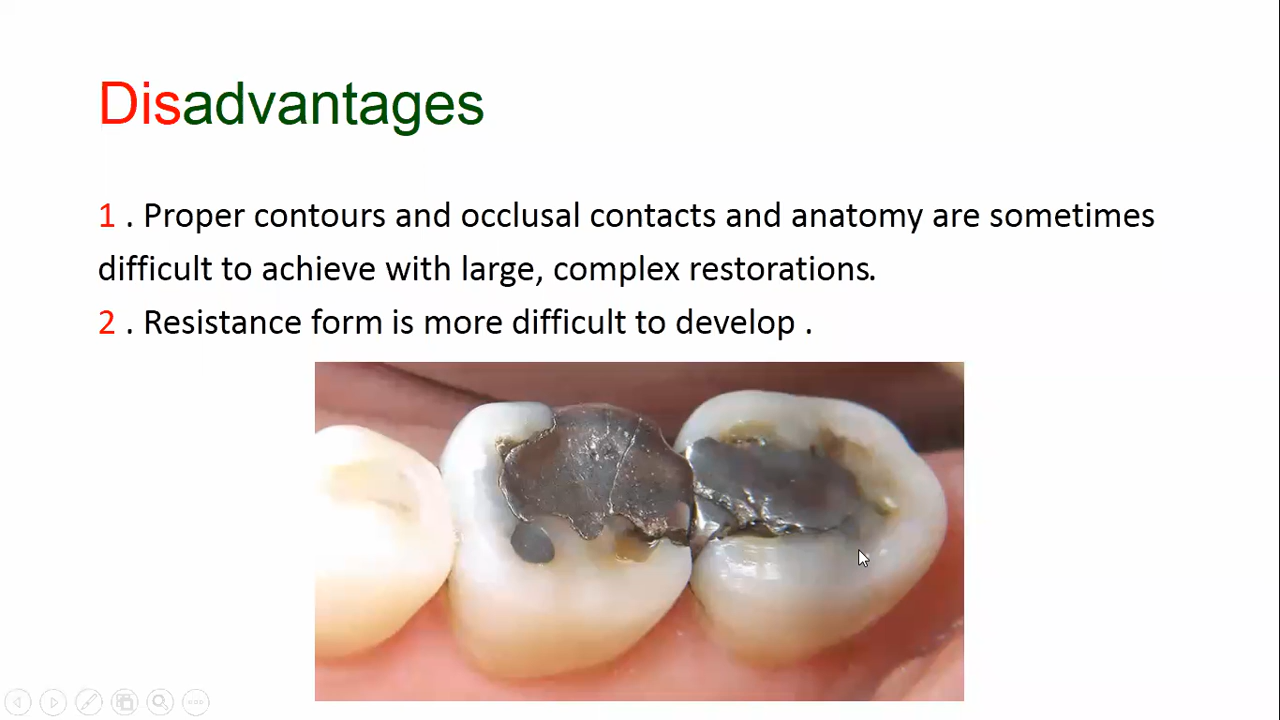 Disadvantages
1 . Proper contours and occlusal contacts and anatomy are sometimes
difficult to achieve with large, complex restorations.
2 . Resistance form is more difficult to develop .